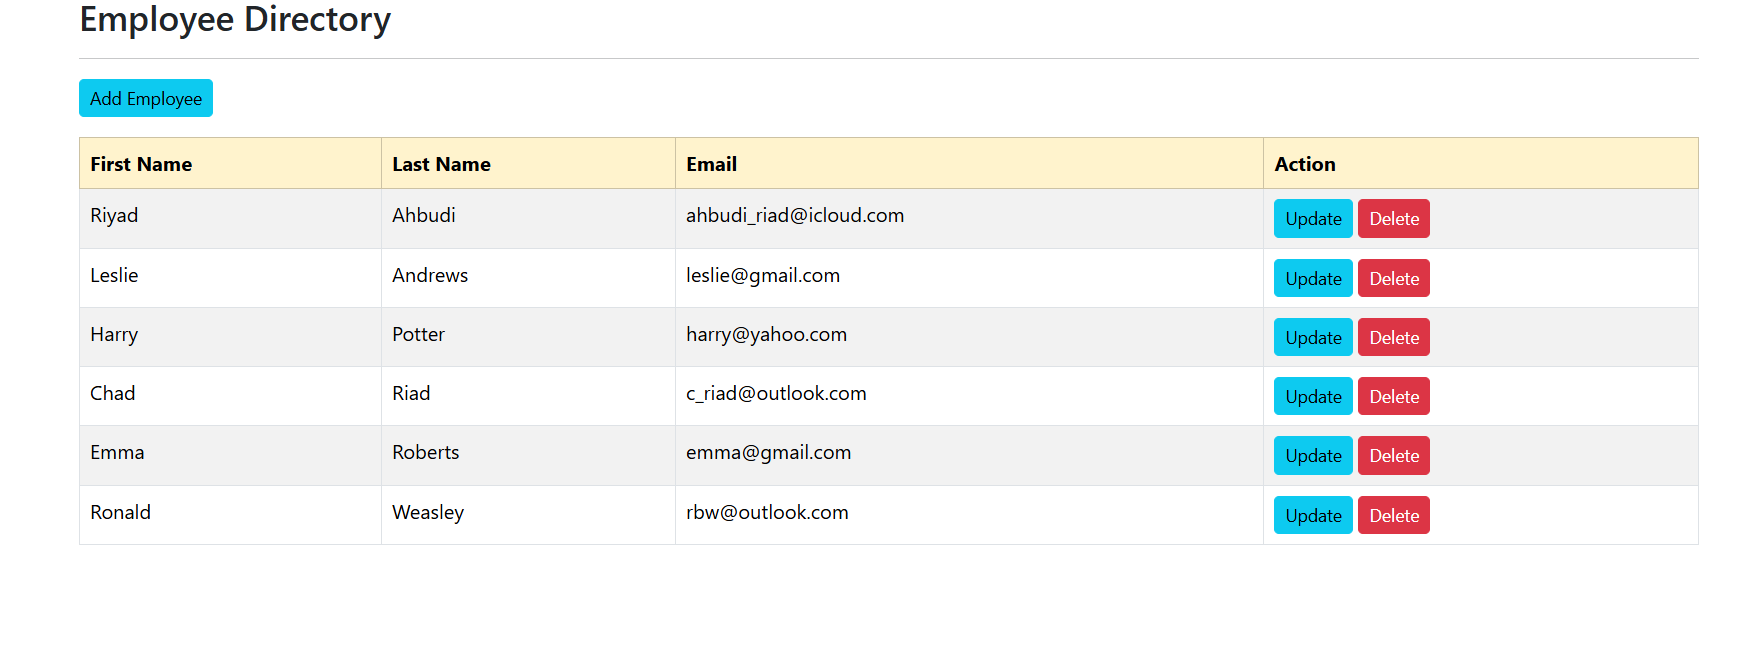 Employee Directory
Add Employee
First Name Last Name Email Action
Riyad Ahbudi ahbudi_riad@icloud.com Update Delete
Leslie Andrews leslie@gmail.com Update Delete
Harry Potter harry@yahoo.com Update Delete
Chad Riad c_riad@outlook.com Update Delete
Emma Roberts emma@gmail.com Update Delete
Ronald Weasley rbw@outlook.com Update Delete